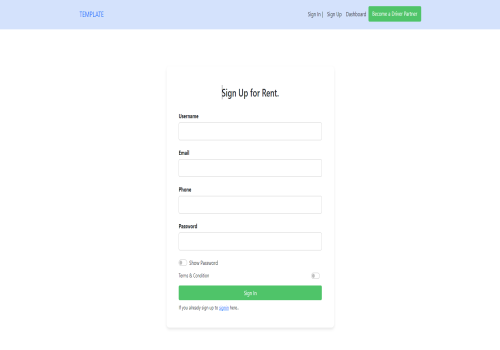 TEMPLATE
Sign In | Sign Up Dashboard Become a Driver Partner
Sign Up for Rent.
Username
Email
Phone
Password
Show Password
Terms & Condition
Sign In
If you already sign up to signin here.